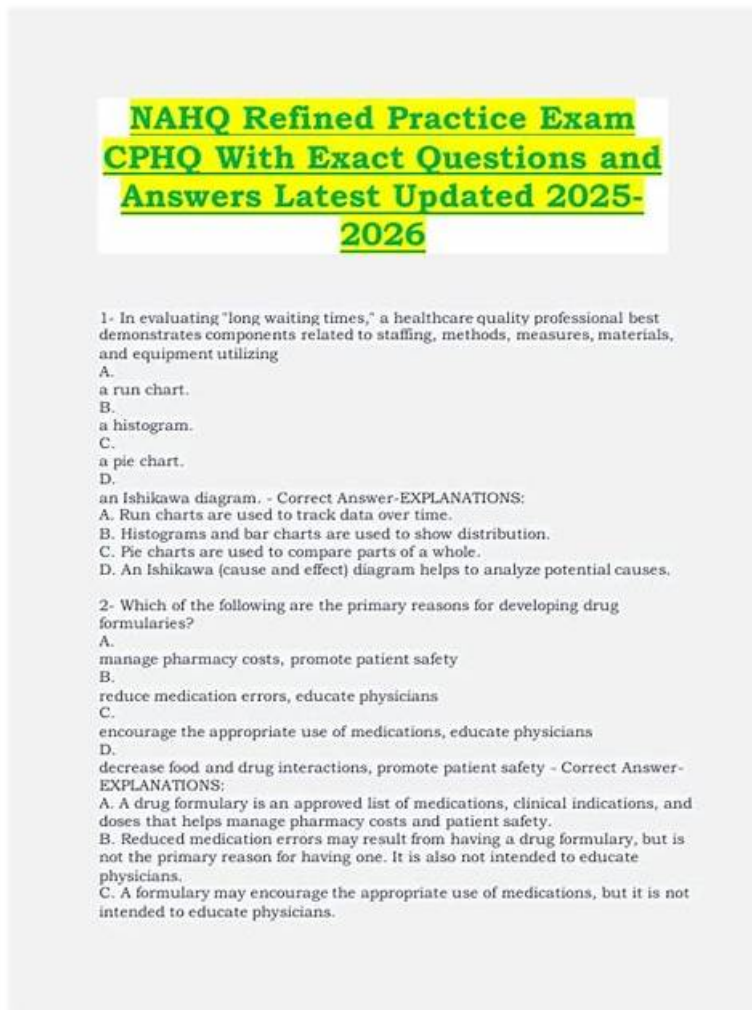 NAHQ Refined Practice Exam
CPHQ With Exact Questions and
Answers Latest Updated 2025-
2026
1- In evaluating "long waiting times," a healthcare quality professional best
demonstrates components related to staffing, methods, measures, materials,
and equipment utilizing
A.
a run chart.
B.
a histogram.
C.
a pie chart.
D.
an Ishikawa diagram. - Correct Answer-EXPLANATIONS:
A. Run charts are used to track data over time.
B. Histograms and bar charts are used to show distribution.
C. Pie charts are used to compare parts of a whole.
D. An Ishikawa (cause and effect) diagram helps to analyze potential causes.
2- Which of the following are the primary reasons for developing drug
formularies?
A.
manage pharmacy costs, promote patient safety
B.
reduce medication errors, educate physicians
C.
encourage the appropriate use of medications, educate physicians
D.
decrease food and drug interactions, promote patient safety - Correct Answer-
EXPLANATIONS:
A. A drug formulary is an approved list of medications, clinical indications, and
doses that helps manage pharmacy costs and patient safety.
B. Reduced medication errors may result from having a drug formulary, but is
not the primary reason for having one. It is also not intended to educate
physicians.
C. A formulary may encourage the appropriate use of medications, but it is not
intended to educate physicians.